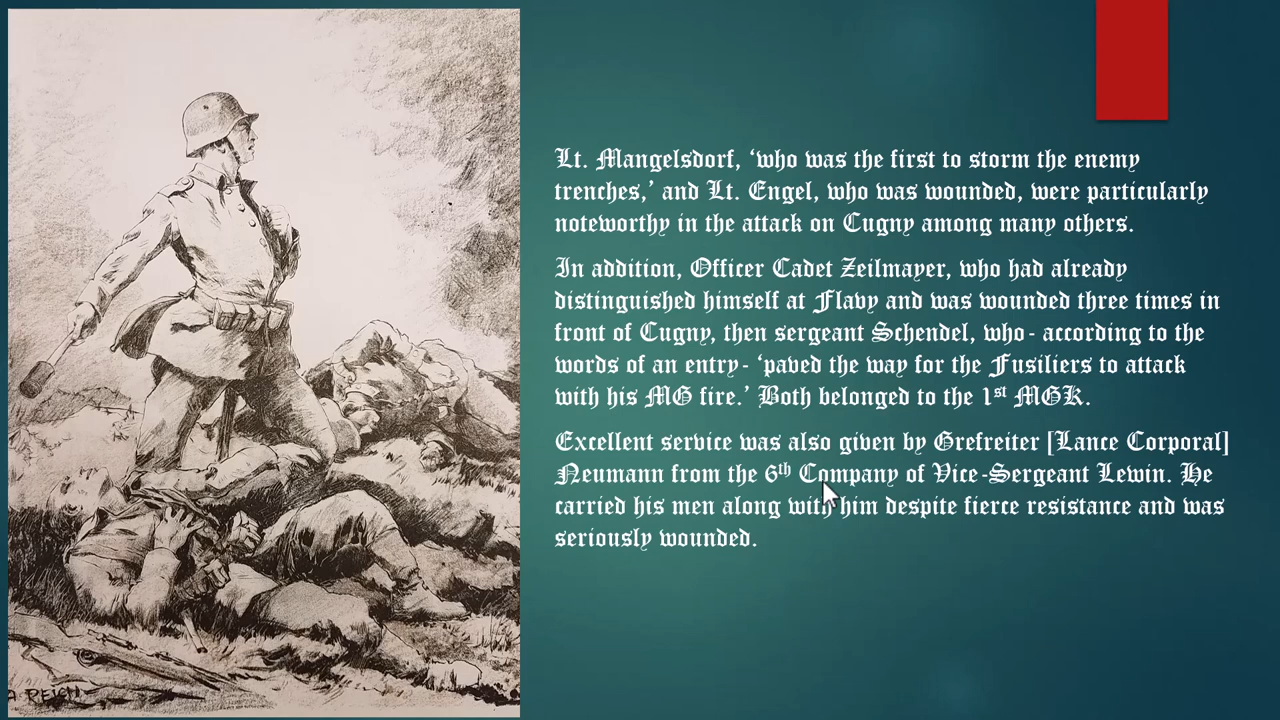 Lt. Mangelsdorf, ‘who was the first to storm the enemy
trenches,’ and Lt. Engel, who was wounded, were particularly
noteworthy in the attack on Cugny among many others.
In addition, Officer Cadet Zeilmayer, who had already
distinguished himself at Flavy and was wounded three times in
front of Cugny, then sergeant Schendel, who- according to the
words of an entry- ‘paved the way for the Fusiliers to attack
with his MG fire.’ Both belonged to the 1st MGK.
Excellent service was also given by Grefreiter [Lance Corporal]
Neumann from the 6th Company of Vice-Sergeant Lewin. He
carried his men along with him despite fierce resistance and was
seriously wounded.